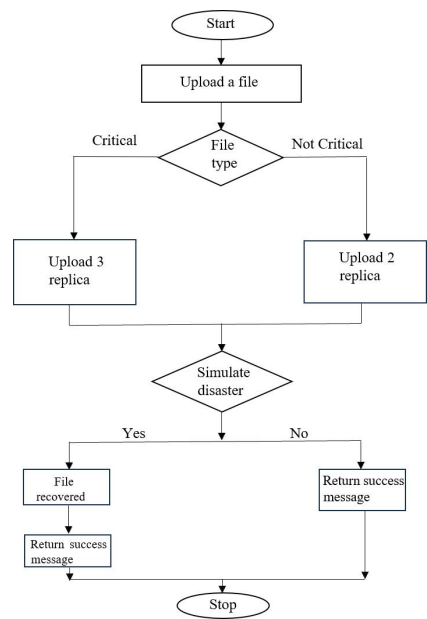 Start
Upload a file
Critical
File
type
Not Critical
Upload 3
replica
Upload 2
replica
Simulate
disaster
Yes
No
File
recovered
Return success
message
Return success
message
Stop